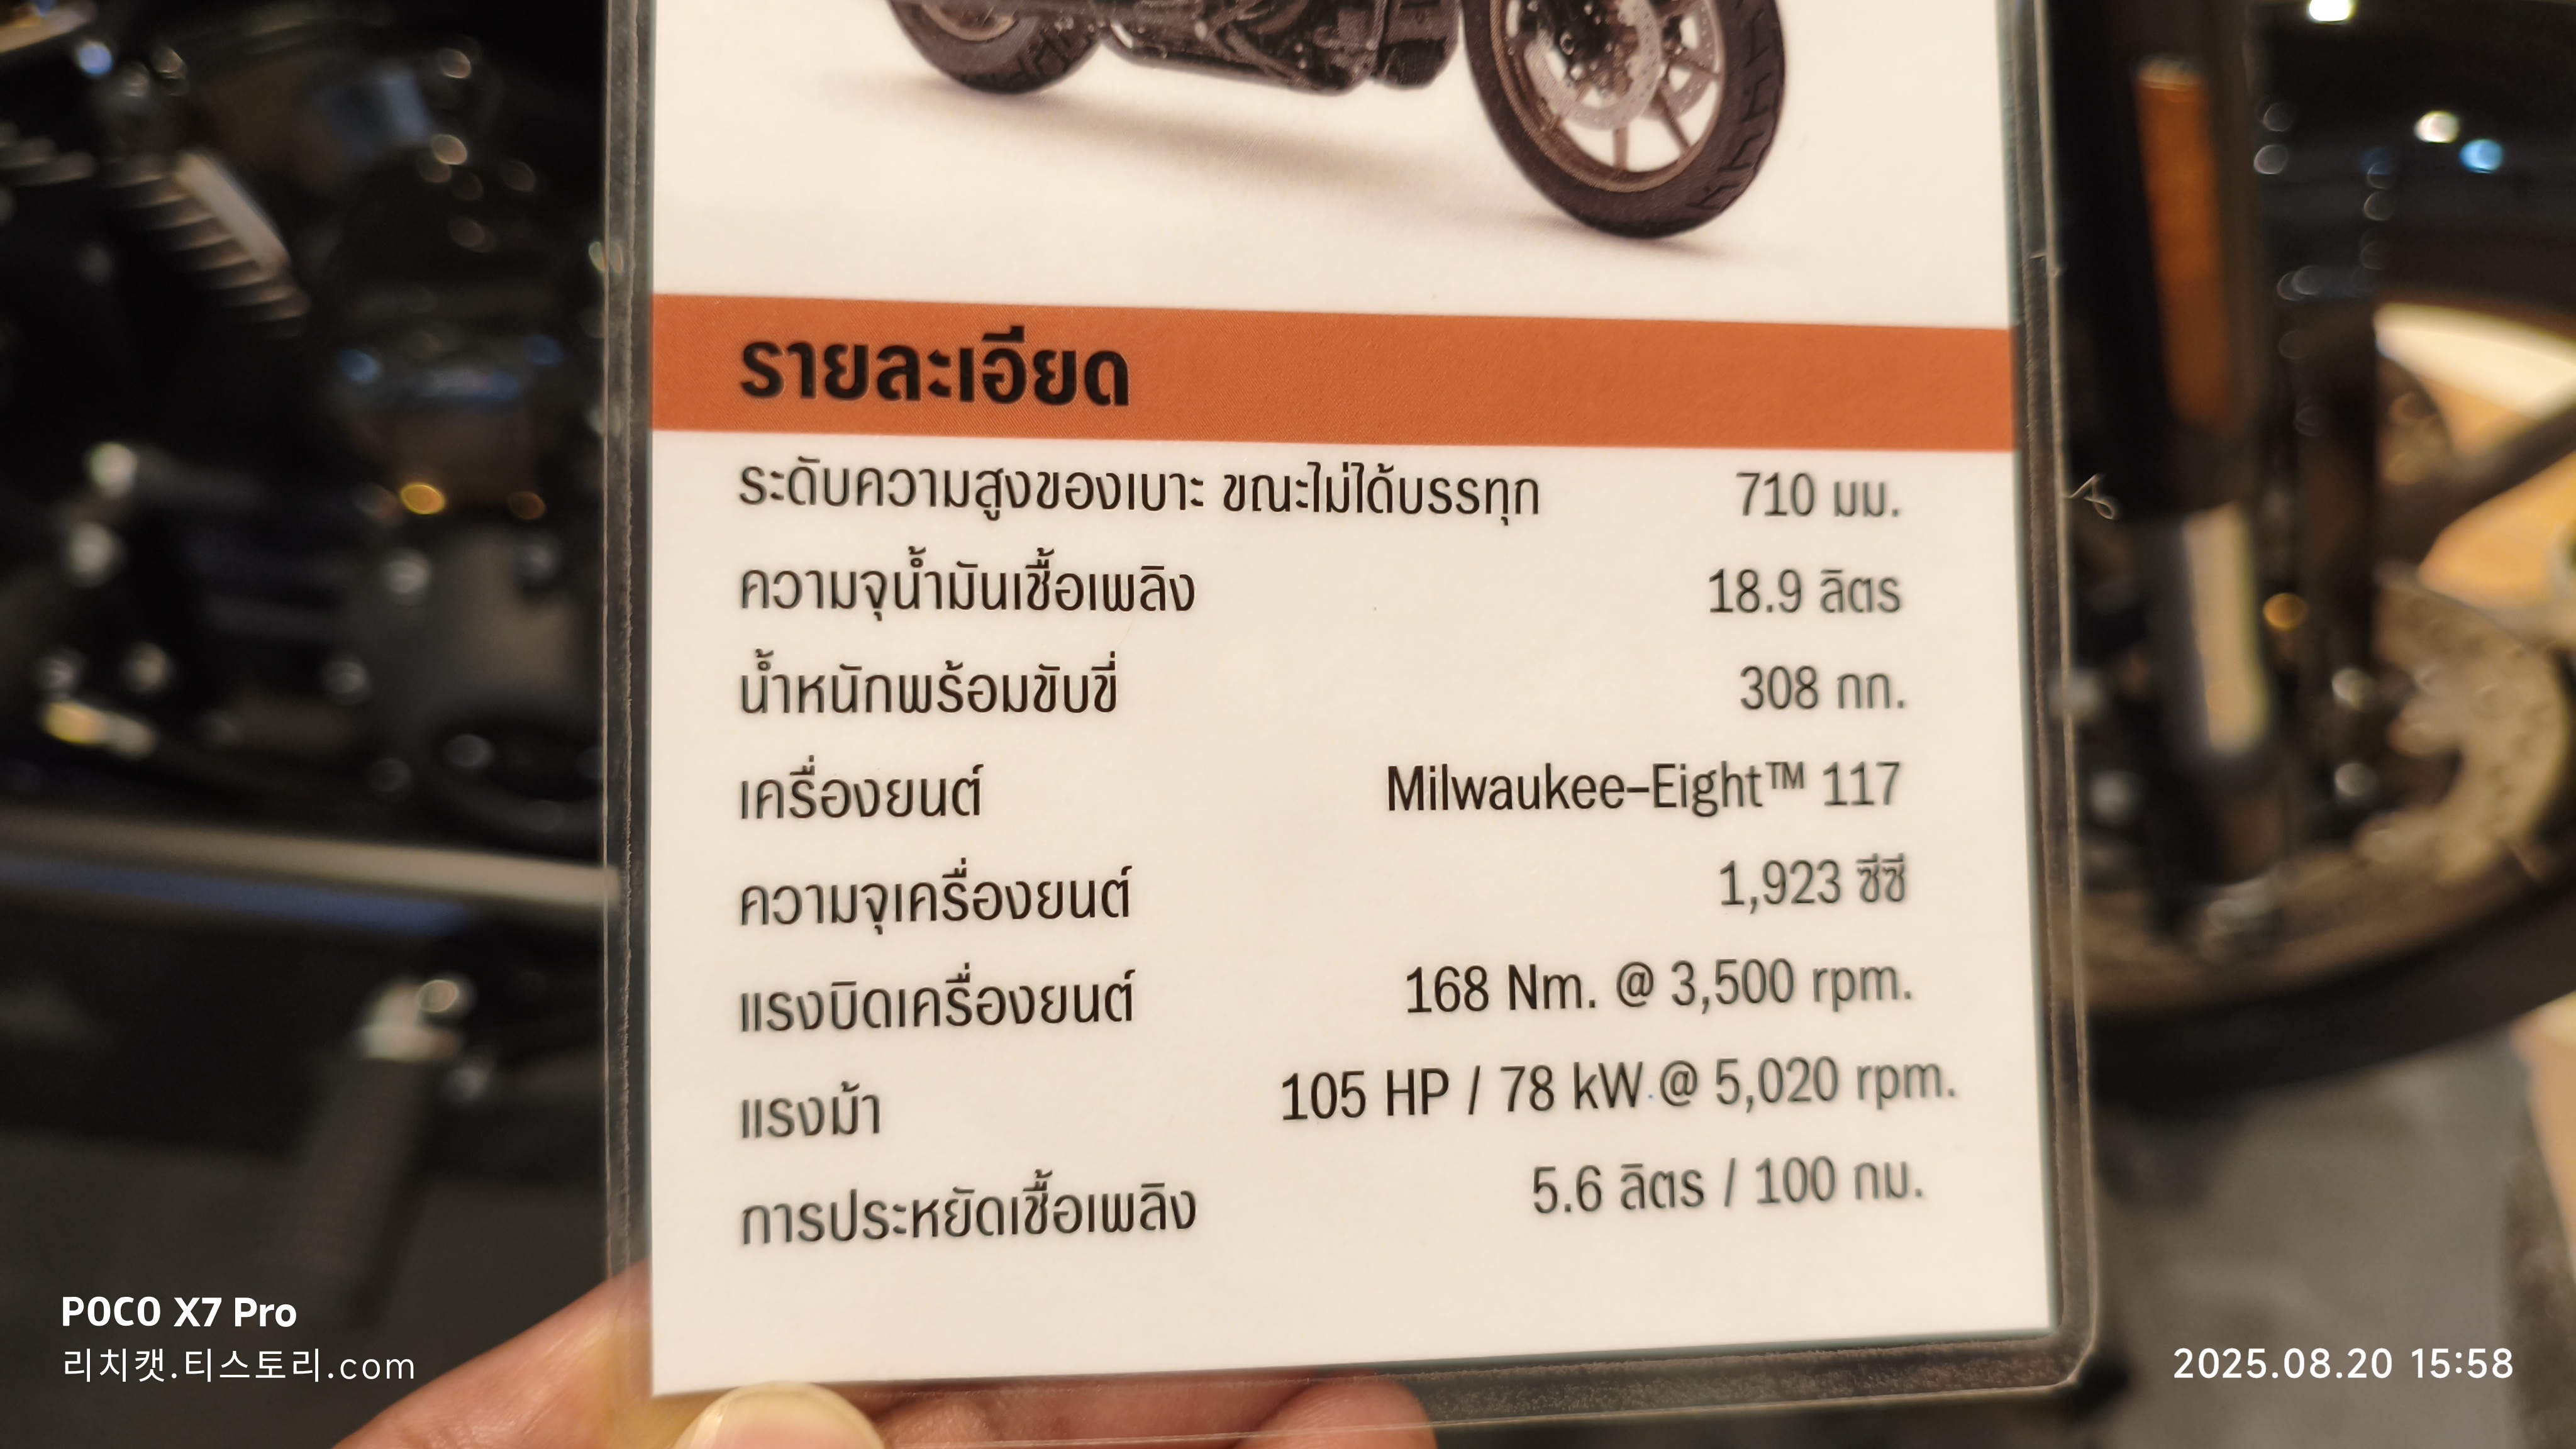 รายละเอียด
ระดับความสูงของเบาะ ขณะไม่ได้บรรทุก 710 มม.
ความจุน้ำมันเชื้อเพลิง 18.9 ลิตร
น้ำหนักพร้อมขับขี่ 308 กก.
เครื่องยนต์ Milwaukee–Eight™ 117
ความจุเครื่องยนต์ 1,923 ซีซี
แรงบิดเครื่องยนต์ 168 Nm. @ 3,500 rpm.
แรงม้า 105 HP / 78 kW @ 5,020 rpm.
การประหยัดเชื้อเพลิง 5.6 ลิตร / 100 กม.
POCO X7 Pro
리치캣.티스토리.com
2025.08.20 15:58